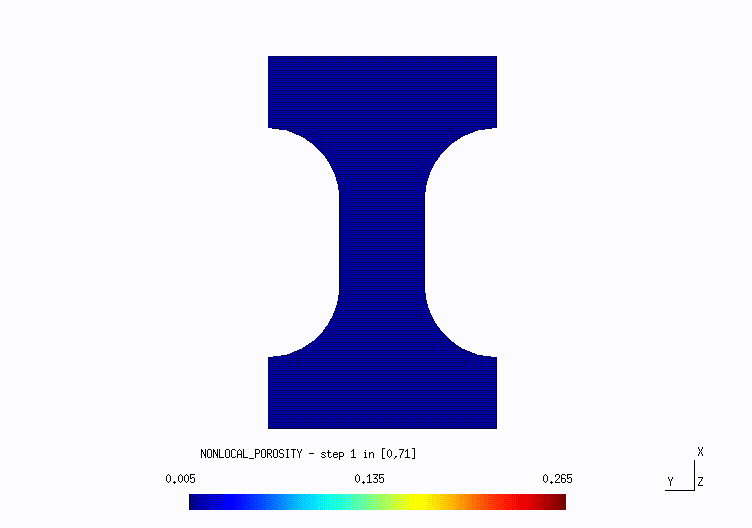 NONLOCAL_POROSITY - step 1 in [0,71]
0.005 0.135 0.265
X
Y Z